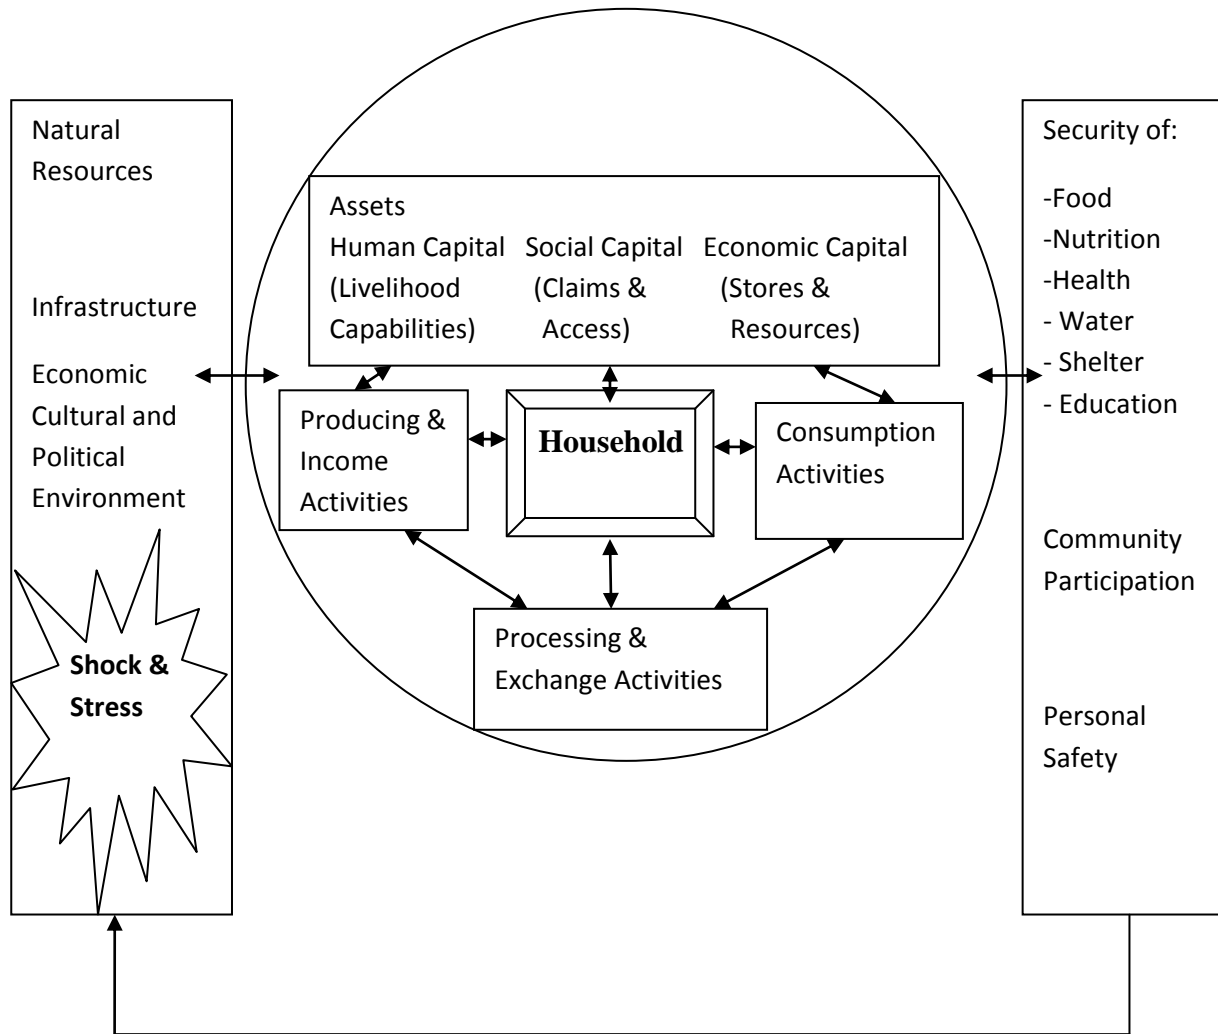 Natural
Resources
Infrastructure
Economic
Cultural and
Political
Environment
Shock &
Stress
Assets
Human Capital Social Capital Economic Capital
(Livelihood (Claims & (Stores &
Capabilities) Access) Resources)
Producing &
Income
Activities
Household
Consumption
Activities
Processing &
Exchange Activities
Security of:
-Food
-Nutrition
-Health
- Water
- Shelter
- Education
Community
Participation
Personal
Safety